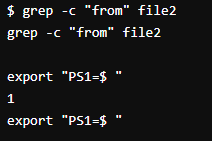 $ grep -c "from" file2
grep -c "from" file2
export "PS1=$ "
1
export "PS1=$ "